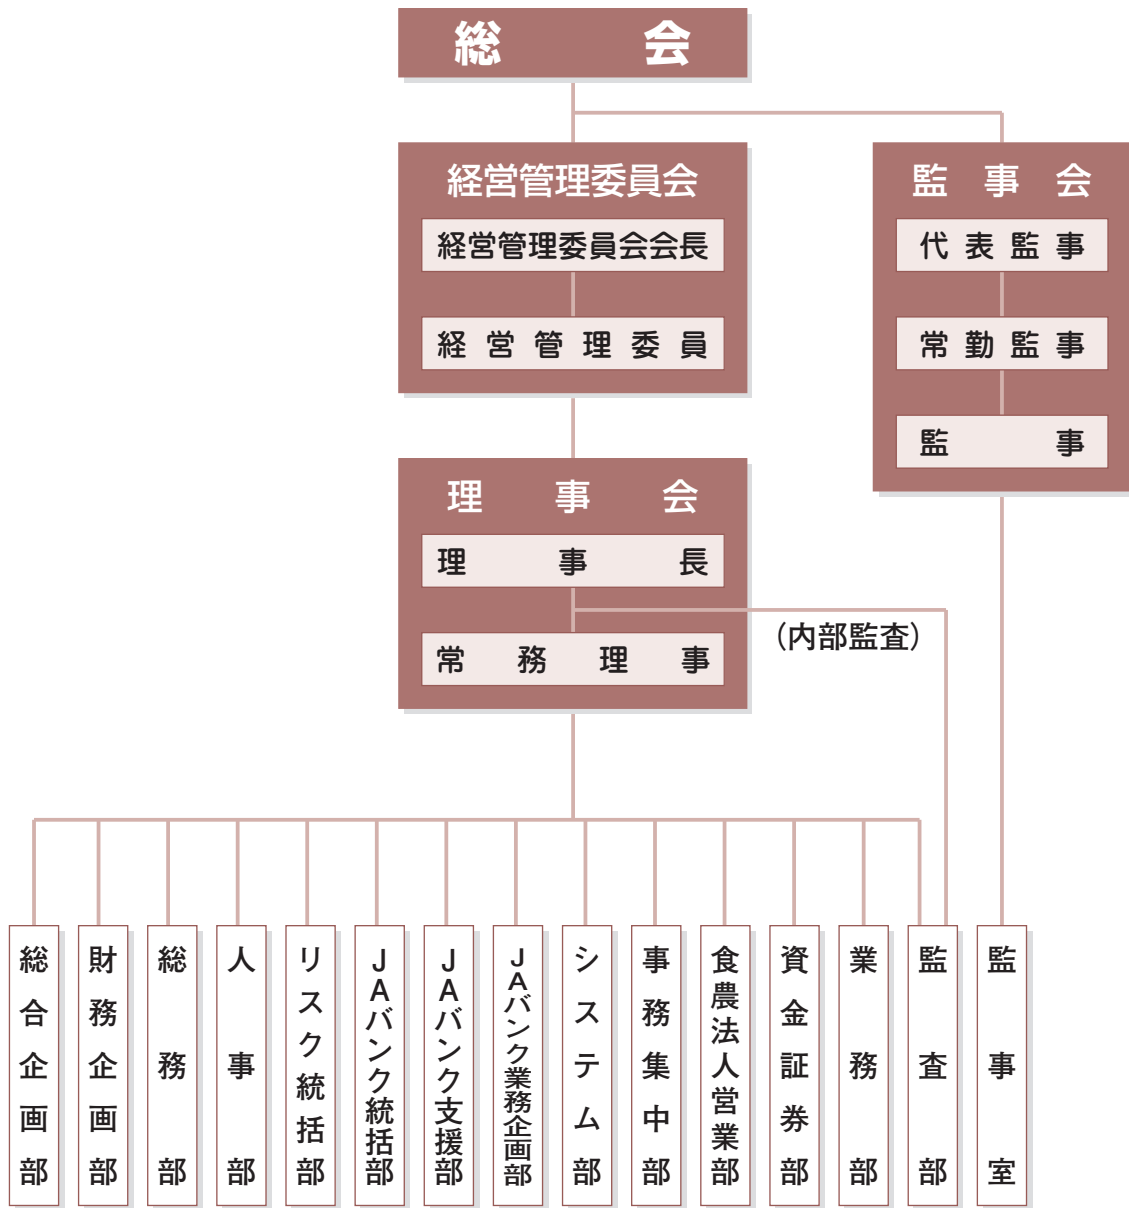 総会
経営管理委員会
経営管理委員会会長
経営管理委員
監事会
代表監事
常勤監事
監事
理事会
理事長
常務理事
（内部監査）
総合企画部
財務企画部
総務部
人事部
リスク統括部
JAバンク統括部
JAバンク支援部
JAバンク業務企画部
システム部
事務集中部
食農法人営業部
資金証券部
業務部
監査部
監事室